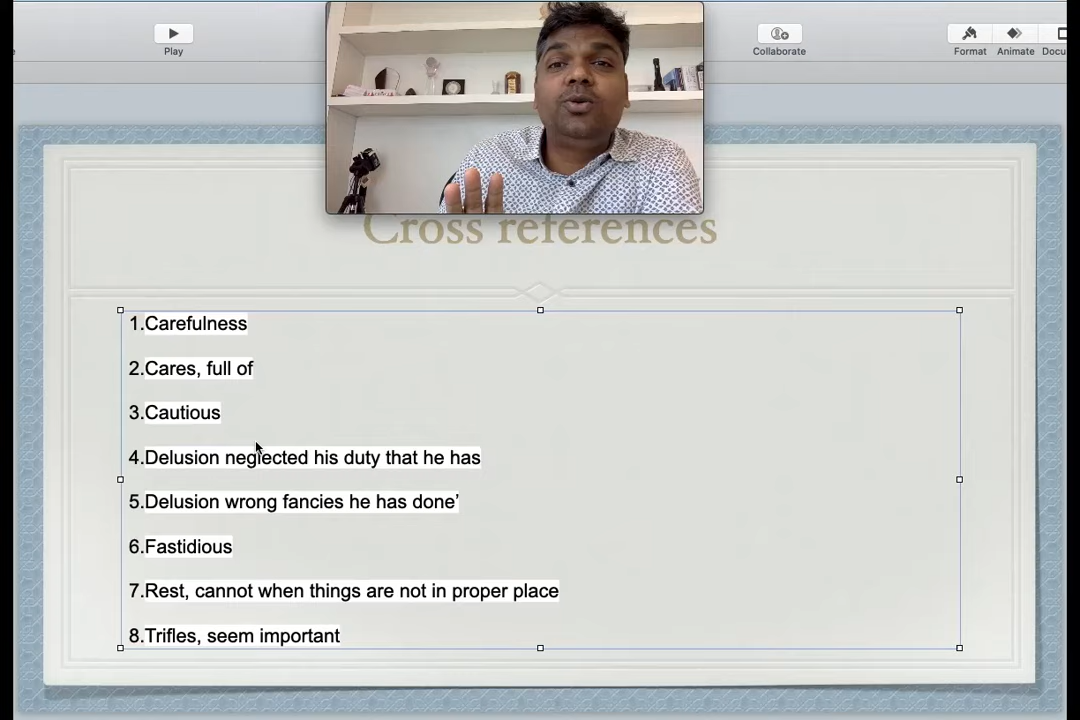 Play
Collaborate
Format
Animate
Docu
Cross references
1.Carefulness
2.Cares, full of
3.Cautious
4.Delusion neglected his duty that he has
5.Delusion wrong fancies he has done’
6.Fastidious
7.Rest, cannot when things are not in proper place
8.Trifles, seem important